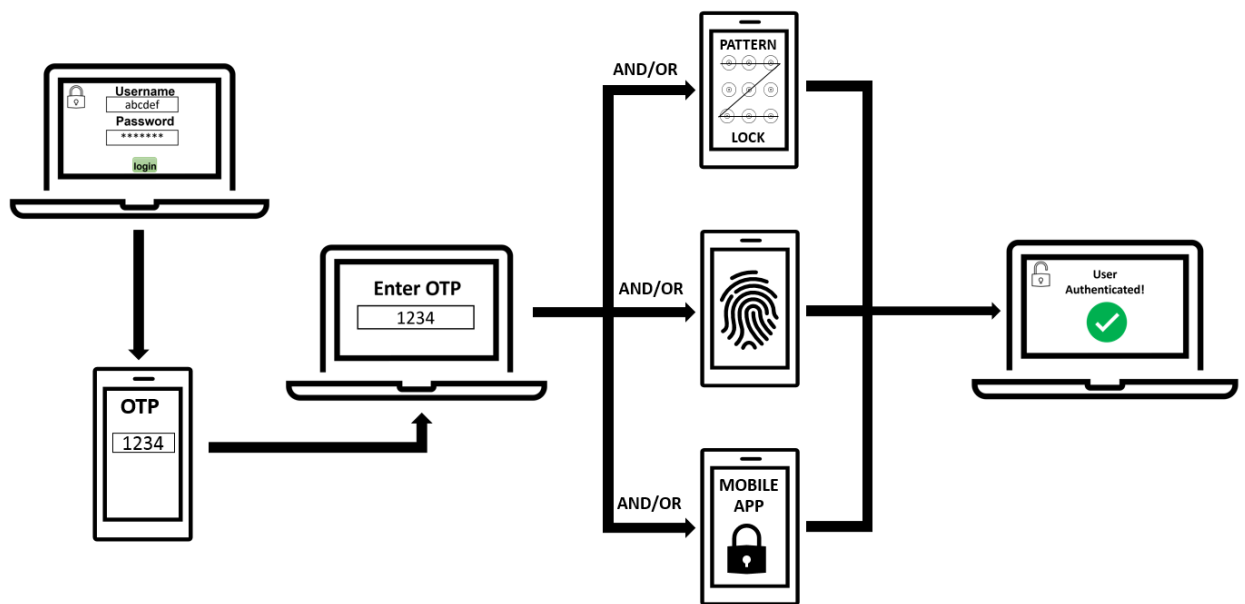 Username
abcdef
Password
*******
login
OTP
1234
Enter OTP
1234
AND/OR
PATTERN
LOCK
AND/OR
AND/OR
MOBILE
APP
User
Authenticated!